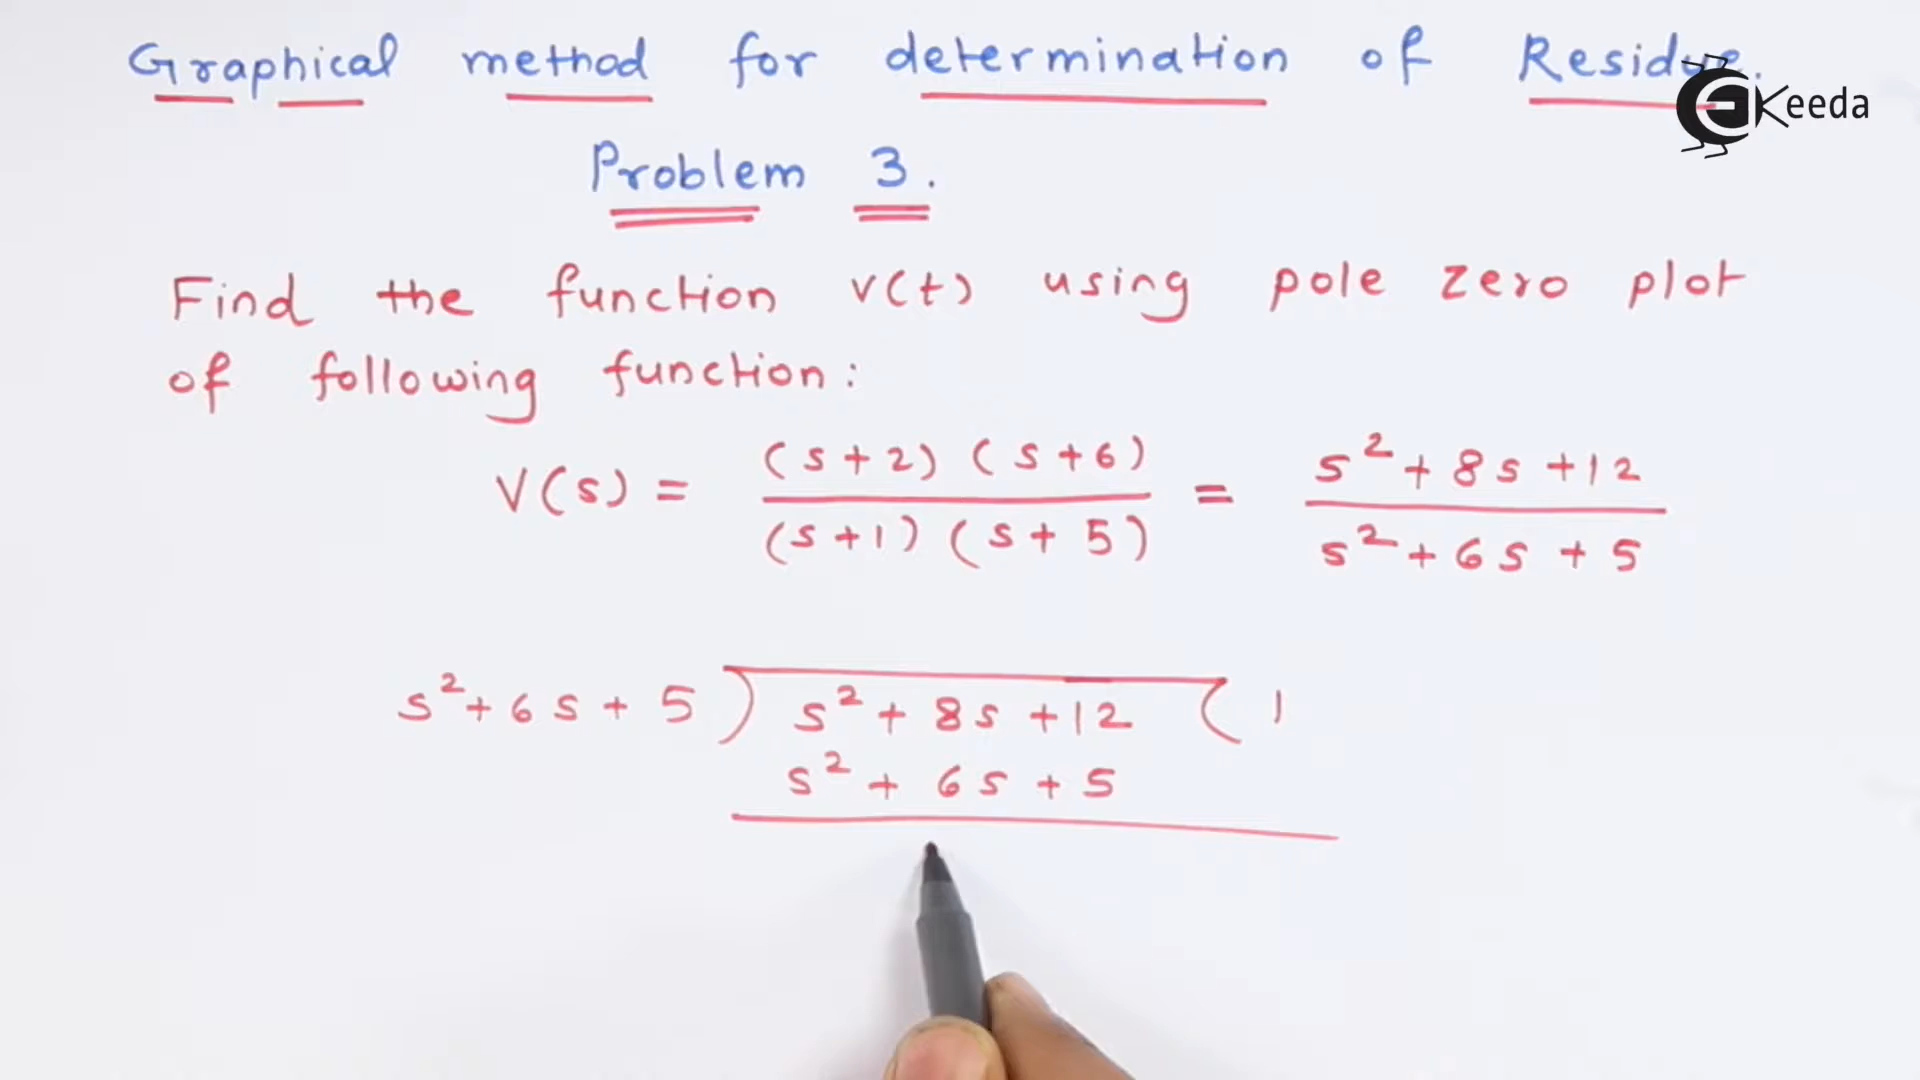 Graphical method for determination of Residue.
EKeeda
Problem 3.
Find the function v(t) using pole zero plot
of following function:
V(s) = (s+2) (s+6) / (s+1) (s+5) = s²+8s+12 / s²+6s+5
s²+6s+5 ) s²+8s+12 ( 1
s²+6s+5